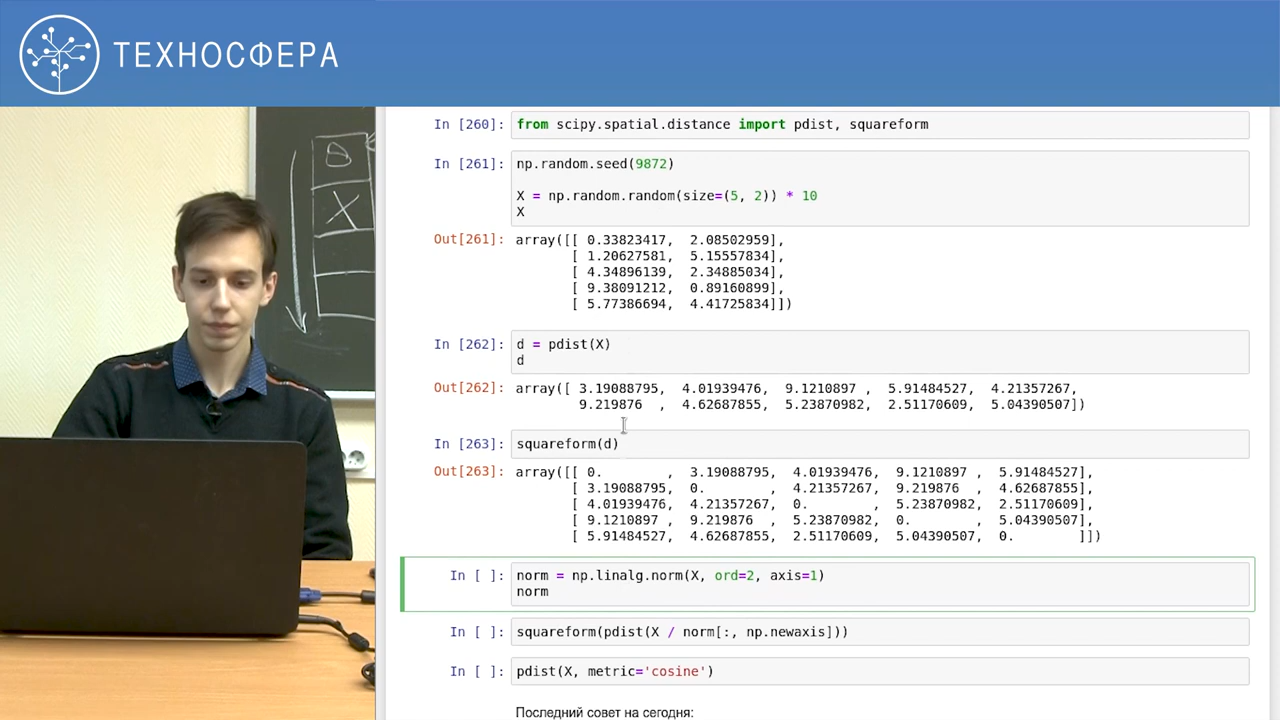 ТЕХНОСФЕРА
In [260]: from scipy.spatial.distance import pdist, squareform
In [261]: np.random.seed(9872)
X = np.random.random(size=(5, 2)) * 10
X
Out[261]: array([[ 0.33823417, 2.08502959],
[ 1.20627581, 5.15557834],
[ 4.34896139, 2.34885034],
[ 9.38091212, 0.89160899],
[ 5.77386694, 4.41725834]])
In [262]: d = pdist(X)
d
Out[262]: array([ 3.19088795, 4.01939476, 9.1210897 , 5.91484527, 4.21357267,
9.219876 , 4.62687855, 5.23870982, 2.51170609, 5.04390507])
In [263]: squareform(d)
Out[263]: array([[ 0. , 3.19088795, 4.01939476, 9.1210897 , 5.91484527],
[ 3.19088795, 0. , 4.21357267, 9.219876 , 4.62687855],
[ 4.01939476, 4.21357267, 0. , 5.23870982, 2.51170609],
[ 9.1210897 , 9.219876 , 5.23870982, 0. , 5.04390507],
[ 5.91484527, 4.62687855, 2.51170609, 5.04390507, 0. ]])
In [ ]: norm = np.linalg.norm(X, ord=2, axis=1)
norm
In [ ]: squareform(pdist(X / norm[:, np.newaxis]))
In [ ]: pdist(X, metric='cosine')
Последний совет на сегодня:
X